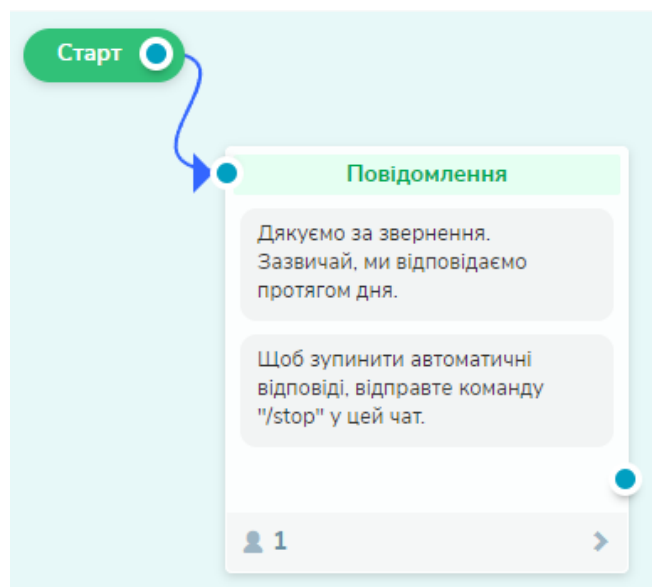 Старт
Повідомлення
Дякуємо за звернення.
Зазвичай, ми відповідаємо
протягом дня.
Щоб зупинити автоматичні
відповіді, відправте команду
"/stop" у цей чат.
1